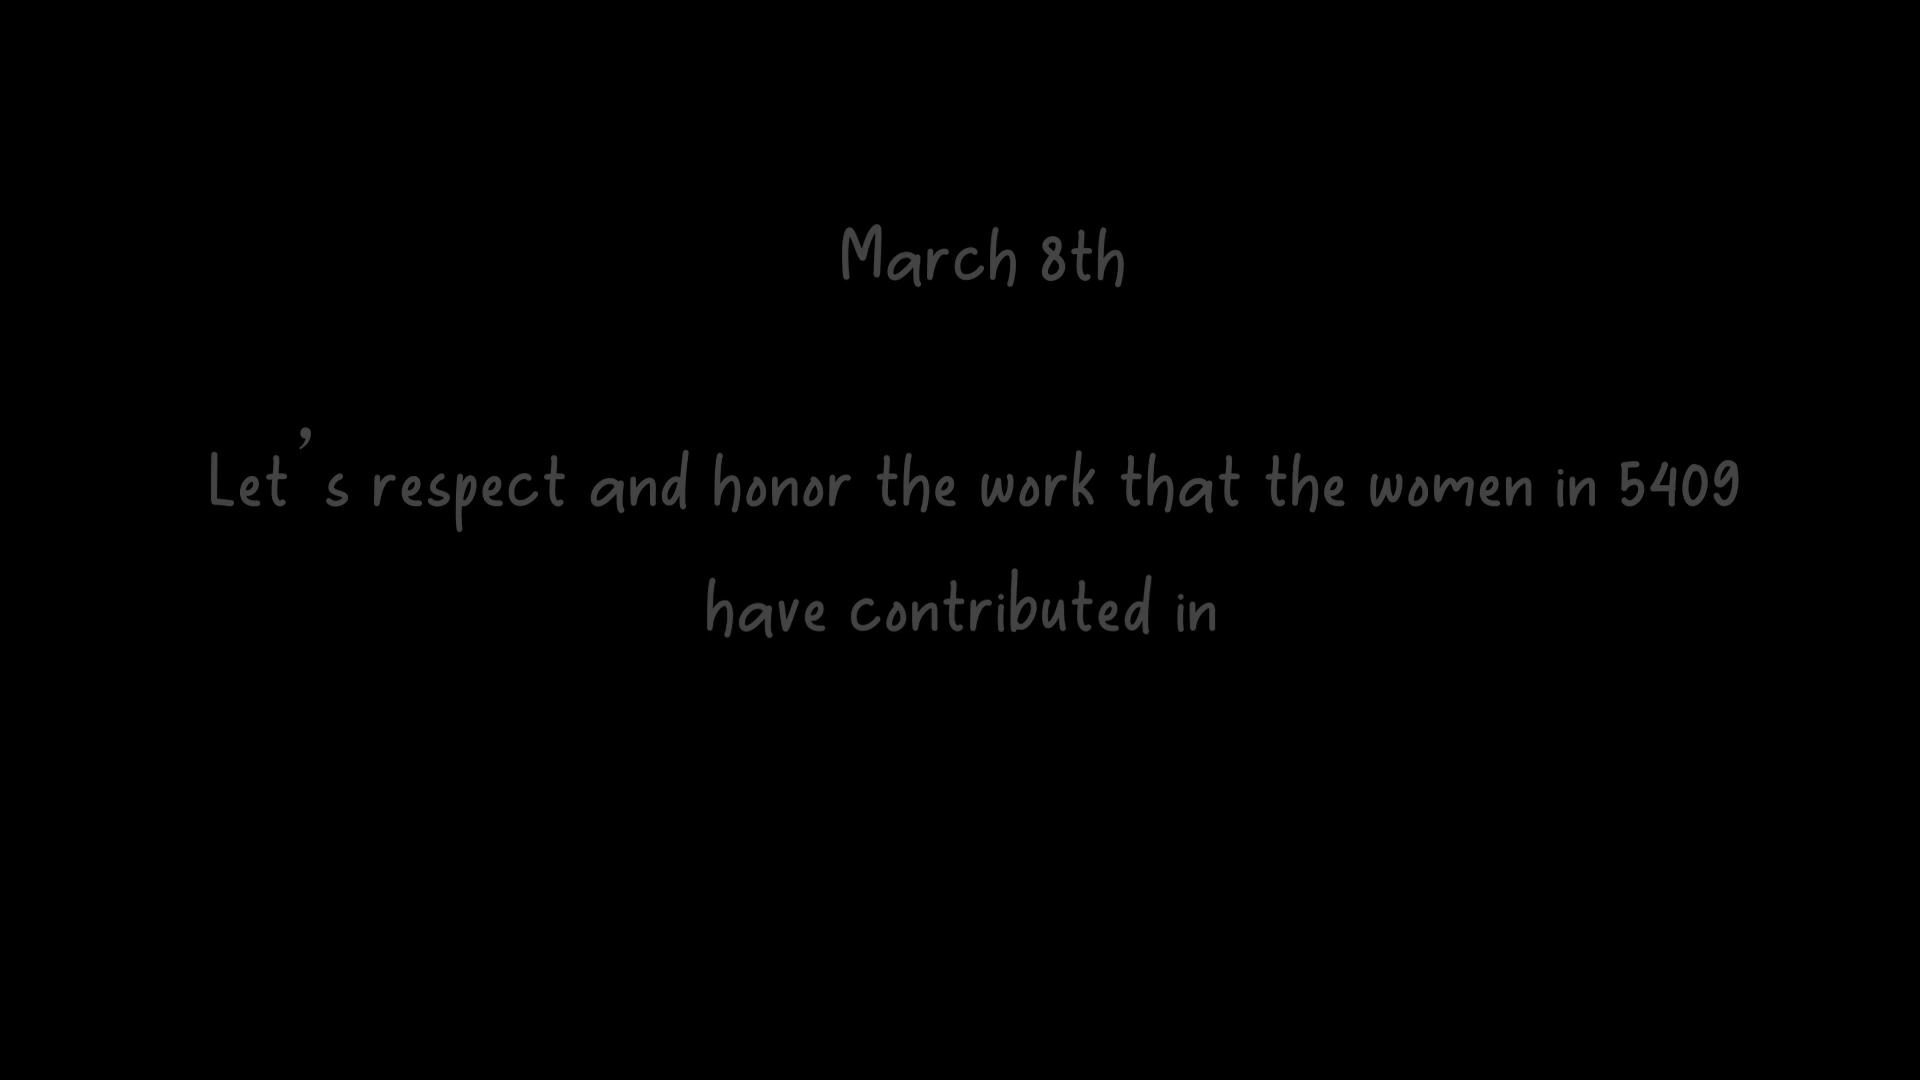 March 8th
Let's respect and honor the work that the women in 5409
have contributed in